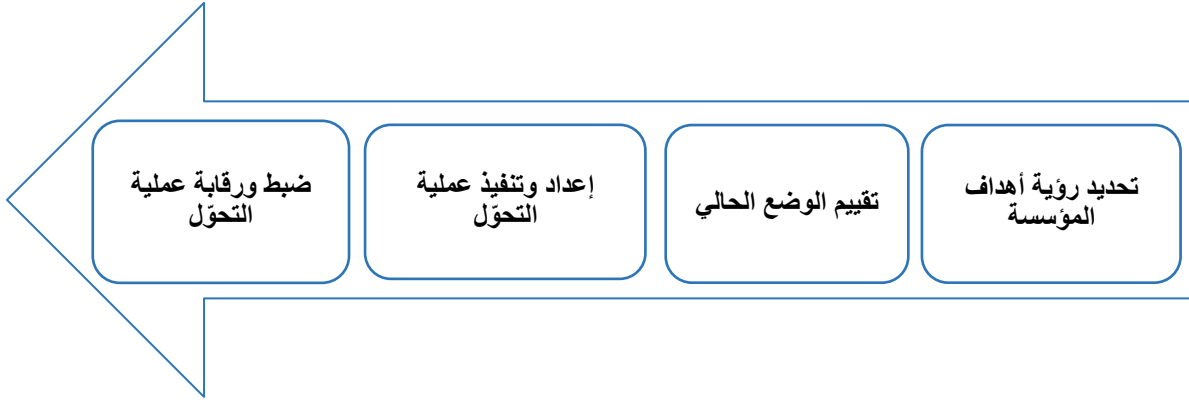 تحديد رؤية أهداف
المؤسسة
تقييم الوضع الحالي
إعداد وتنفيذ عملية
التحوّل
ضبط ورقابة عملية
التحوّل